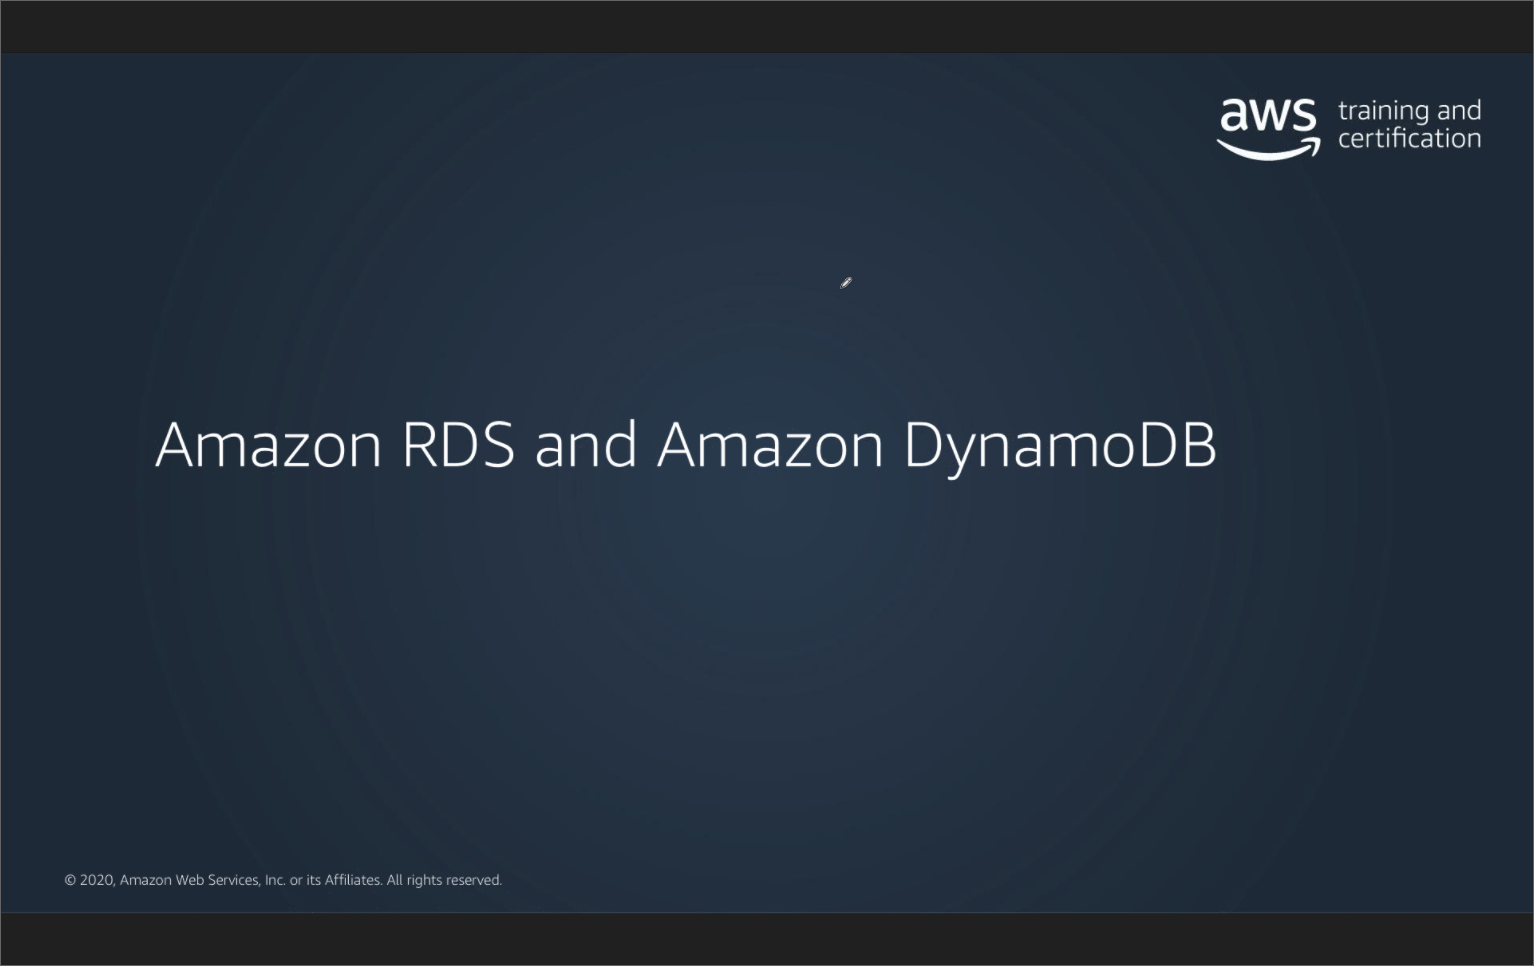 aws training and
certification
Amazon RDS and Amazon DynamoDB
© 2020, Amazon Web Services, Inc. or its Affiliates. All rights reserved.